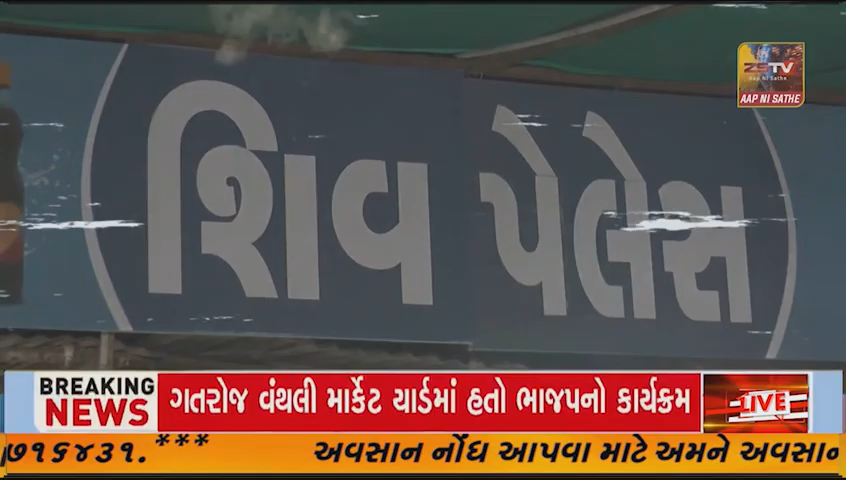 ZSTV
Aap Ni Sathe
AAP NI SATHE
શિવ પેલેસ
BREAKING
NEWS
ગતરોજ વંથલી માર્કેટ યાર્ડમાં હતો ભાજપનો કાર્યક્રમ
LIVE
૭૧૬૪૩૧.*** અવસાન નોંધ આપવા માટે અમને અવસાન